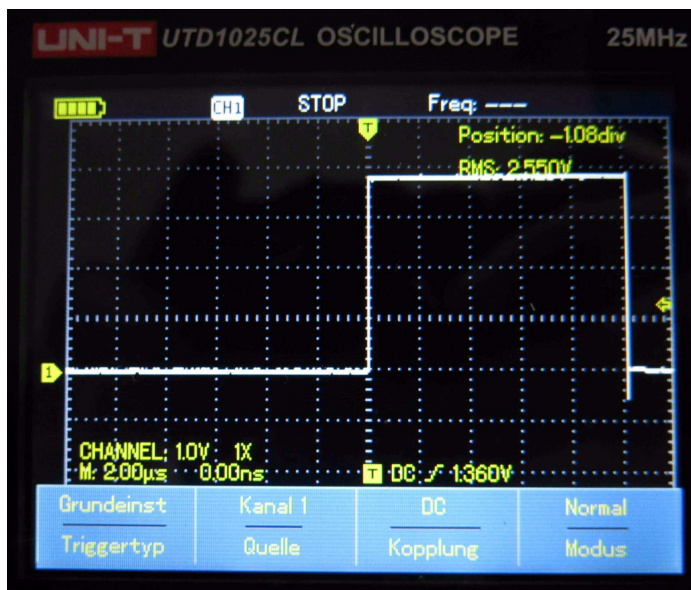 UNI-T UTD1025CL OSCILLOSCOPE 25MHz
CH1 STOP Freq: ---
T
Position: -1.08div
RMS: 2.550V
1
CHANNEL: 1.0V 1X
M: 2.00µs 0.00ns T DC 1.360V
Grundeinst Kanal 1 DC Normal
Triggertyp Quelle Kopplung Modus